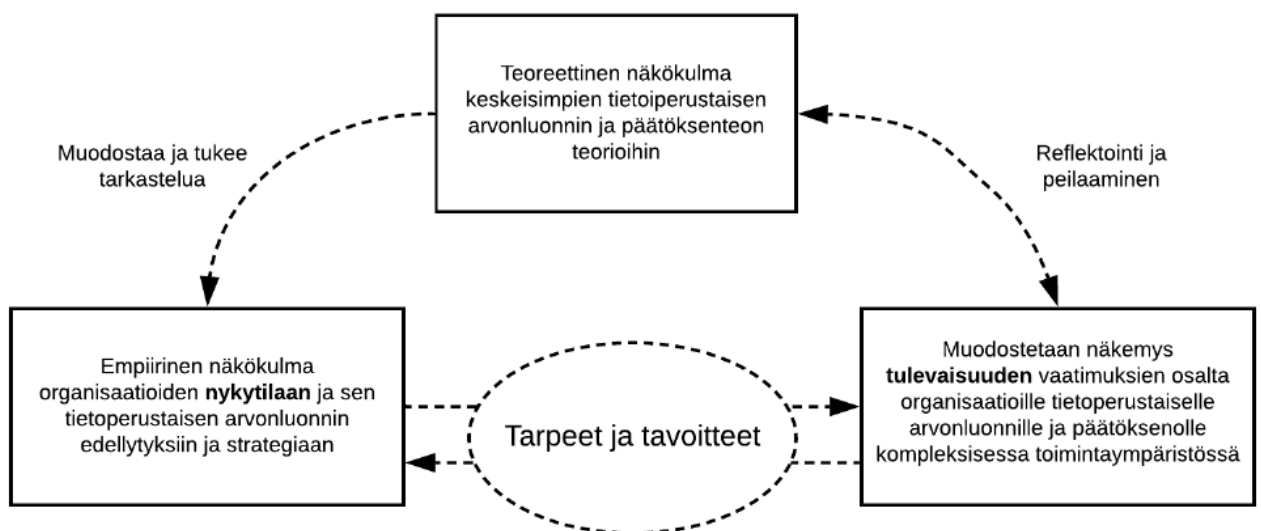 Teoreettinen näkökulma
keskeisimpien tietoiperustaisen
arvonluonnin ja päätöksenteon
teorioihin
Muodostaa ja tukee
tarkastelua
Reflektointi ja
peilaaminen
Empiirinen näkökulma
organisaatioiden nykytilaan ja sen
tietoperustaisen arvonluonnin
edellytyksiin ja strategiaan
Tarpeet ja tavoitteet
Muodostetaan näkemys
tulevaisuuden vaatimuksien osalta
organisaatioille tietoperustaiselle
arvonluonnille ja päätöksenolle
kompleksisessa toimintaympäristössä